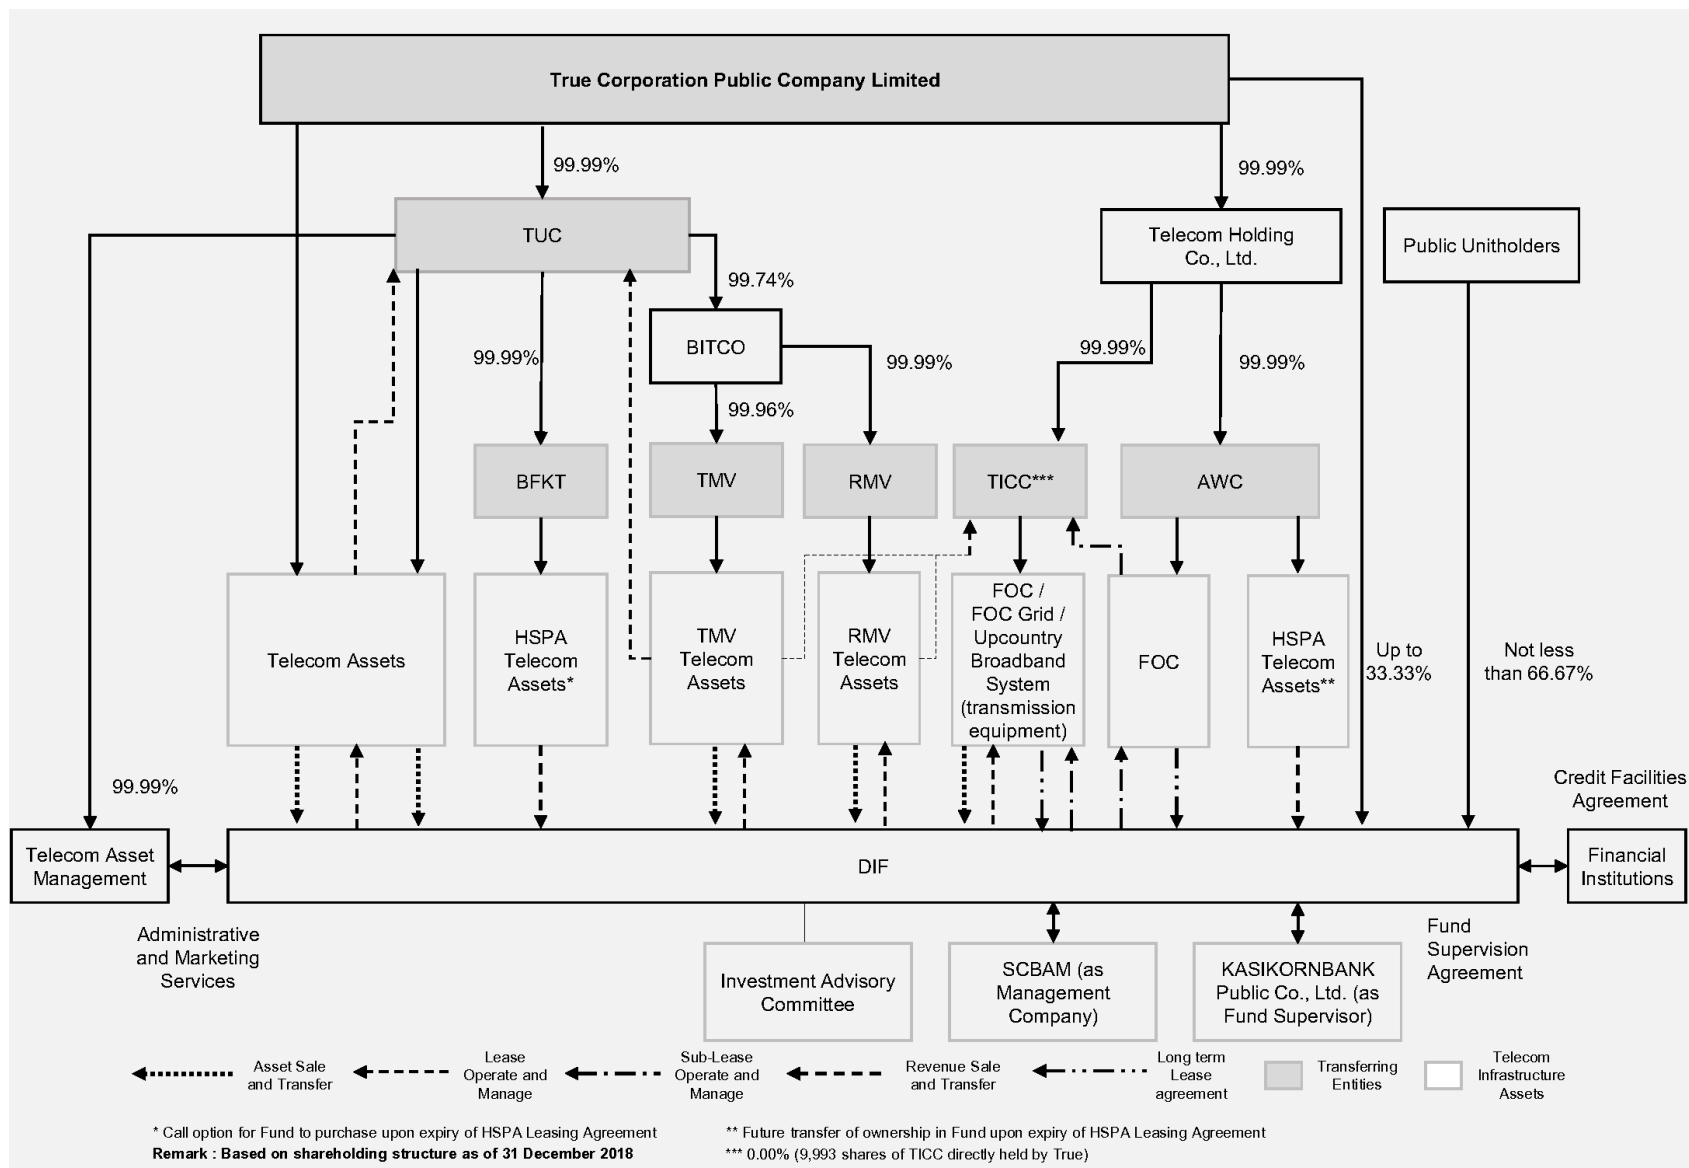 True Corporation Public Company Limited
99.99%
99.99%
TUC
Telecom Holding
Co., Ltd.
Public Unitholders
99.74%
BITCO
99.99%
99.99%
99.99%
99.99%
99.96%
BFKT
TMV
RMV
TICC***
AWC
Telecom Assets
HSPA
Telecom
Assets*
TMV
Telecom
Assets
RMV
Telecom
Assets
FOC /
FOC Grid /
Upcountry
Broadband
System
(transmission
equipment)
FOC
HSPA
Telecom
Assets**
Up to
33.33%
Not less
than 66.67%
99.99%
Credit Facilities
Agreement
Telecom Asset
Management
DIF
Financial
Institutions
Administrative
and Marketing
Services
Fund
Supervision
Agreement
Investment Advisory
Committee
SCBAM (as
Management
Company)
KASIKORNBANK
Public Co., Ltd. (as
Fund Supervisor)
Asset Sale
and Transfer
Lease
Operate and
Manage
Sub-Lease
Operate and
Manage
Revenue Sale
and Transfer
Long term
Lease
agreement
Transferring
Entities
Telecom
Infrastructure
Assets
* Call option for Fund to purchase upon expiry of HSPA Leasing Agreement
** Future transfer of ownership in Fund upon expiry of HSPA Leasing Agreement
Remark : Based on shareholding structure as of 31 December 2018
*** 0.00% (9,993 shares of TICC directly held by True)